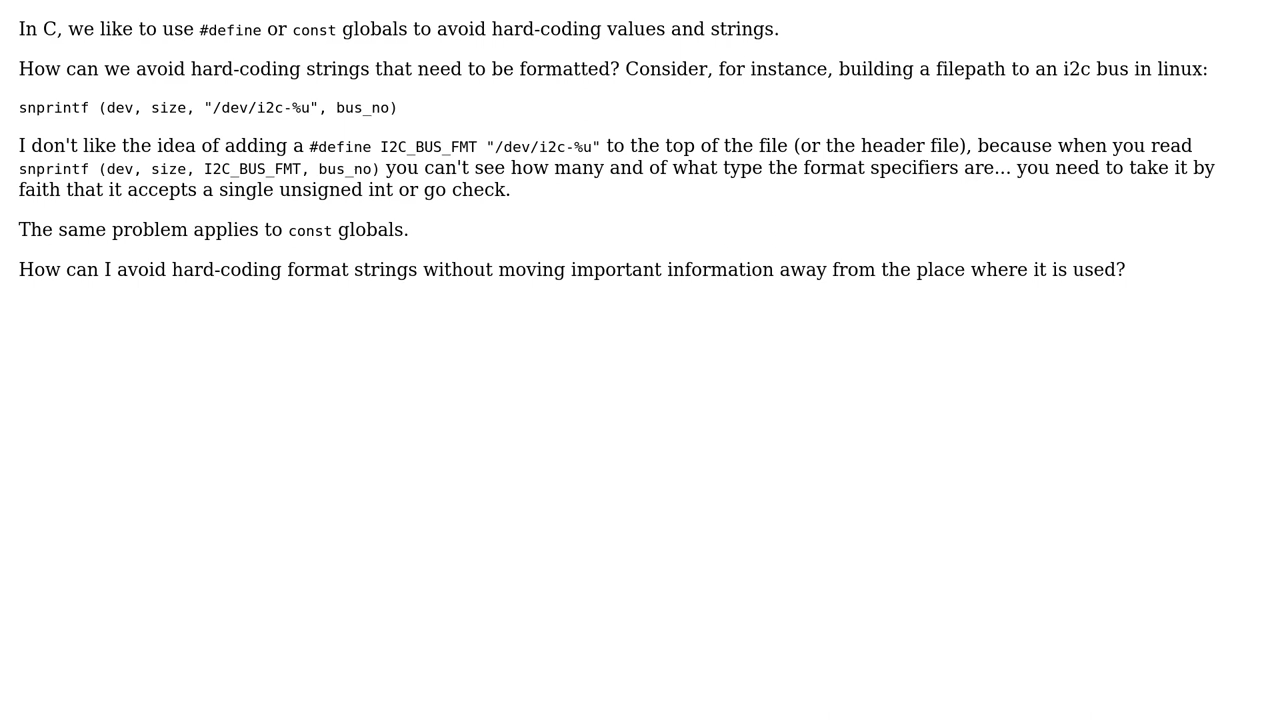 In C, we like to use #define or const globals to avoid hard-coding values and strings.
How can we avoid hard-coding strings that need to be formatted? Consider, for instance, building a filepath to an i2c bus in linux:
snprintf (dev, size, "/dev/i2c-%u", bus_no)
I don't like the idea of adding a #define I2C_BUS_FMT "/dev/i2c-%u" to the top of the file (or the header file), because when you read
snprintf (dev, size, I2C_BUS_FMT, bus_no) you can't see how many and of what type the format specifiers are... you need to take it by
faith that it accepts a single unsigned int or go check.
The same problem applies to const globals.
How can I avoid hard-coding format strings without moving important information away from the place where it is used?